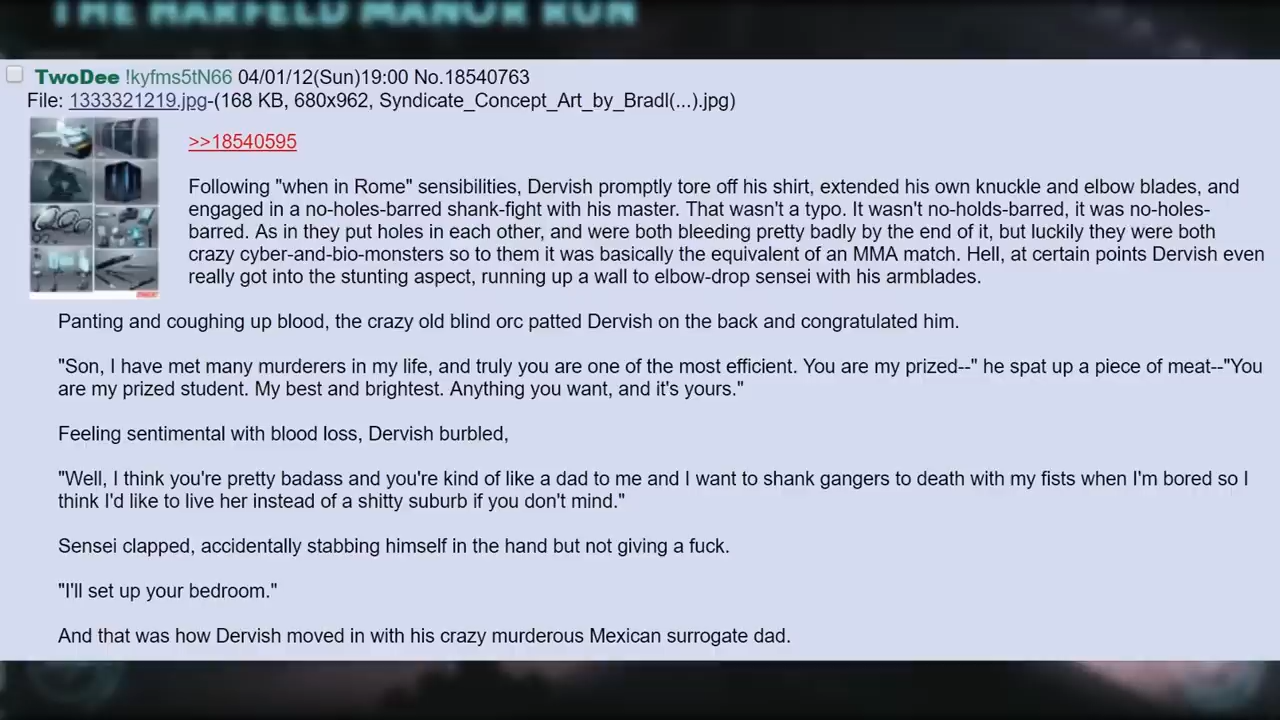 THE HARFELD MANOR RUN
TwoDee !kyfms5tN66 04/01/12(Sun)19:00 No.18540763
File: 1333321219.jpg-(168 KB, 680x962, Syndicate_Concept_Art_by_Bradl(...).jpg)
>>18540595
Following "when in Rome" sensibilities, Dervish promptly tore off his shirt, extended his own knuckle and elbow blades, and
engaged in a no-holes-barred shank-fight with his master. That wasn't a typo. It wasn't no-holds-barred, it was no-holes-
barred. As in they put holes in each other, and were both bleeding pretty badly by the end of it, but luckily they were both
crazy cyber-and-bio-monsters so to them it was basically the equivalent of an MMA match. Hell, at certain points Dervish even
really got into the stunting aspect, running up a wall to elbow-drop sensei with his armblades.
Panting and coughing up blood, the crazy old blind orc patted Dervish on the back and congratulated him.
"Son, I have met many murderers in my life, and truly you are one of the most efficient. You are my prized--" he spat up a piece of meat--"You
are my prized student. My best and brightest. Anything you want, and it's yours."
Feeling sentimental with blood loss, Dervish burbled,
"Well, I think you're pretty badass and you're kind of like a dad to me and I want to shank gangers to death with my fists when I'm bored so I
think I'd like to live her instead of a shitty suburb if you don't mind."
Sensei clapped, accidentally stabbing himself in the hand but not giving a fuck.
"I'll set up your bedroom."
And that was how Dervish moved in with his crazy murderous Mexican surrogate dad.